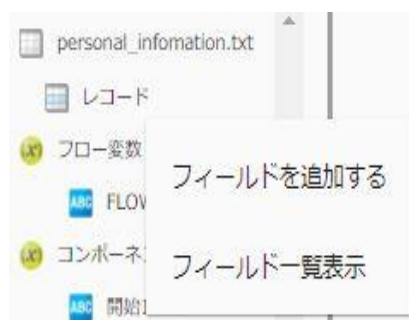 personal_infomation.txt
レコード
フロー変数
フィールドを追加する
FLOW
コンポーネ
フィールド一覧表示
開始